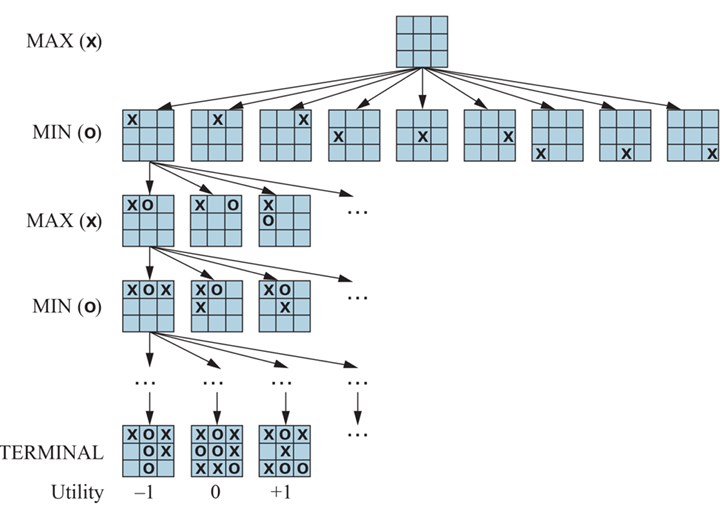 MAX (x)
MIN (o)
X X X X X X X X X
MAX (x)
X O X O X
O
...
MIN (o)
X O X X O X O
X X
...
... ... ... ...
TERMINAL
X O X X O X X O X
O X O O X X
O X X O X O O
...
Utility –1 0 +1